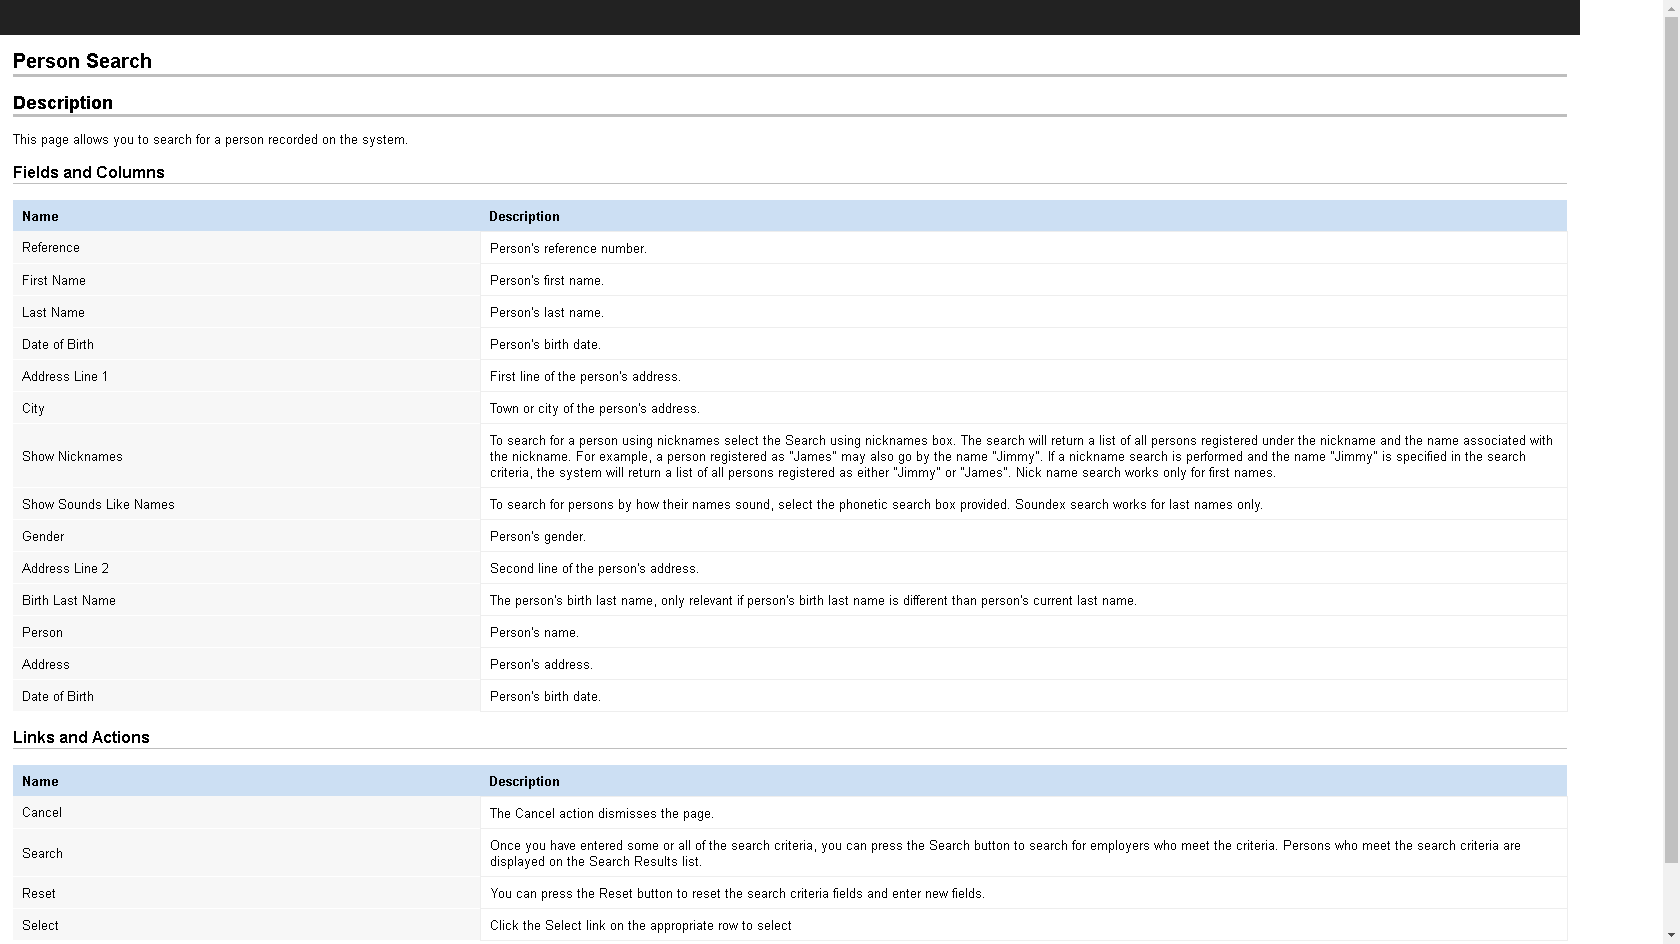 Person Search
Description
This page allows you to search for a person recorded on the system.
Fields and Columns
Name Description
Reference Person's reference number.
First Name Person's first name.
Last Name Person's last name.
Date of Birth Person's birth date.
Address Line 1 First line of the person's address.
City Town or city of the person's address.
Show Nicknames To search for a person using nicknames select the Search using nicknames box. The search will return a list of all persons registered under the nickname and the name associated with
the nickname. For example, a person registered as "James" may also go by the name "Jimmy". If a nickname search is performed and the name "Jimmy" is specified in the search
criteria, the system will return a list of all persons registered as either "Jimmy" or "James". Nick name search works only for first names.
Show Sounds Like Names To search for persons by how their names sound, select the phonetic search box provided. Soundex search works for last names only.
Gender Person's gender.
Address Line 2 Second line of the person's address.
Birth Last Name The person's birth last name, only relevant if person's birth last name is different than person's current last name.
Person Person's name.
Address Person's address.
Date of Birth Person's birth date.
Links and Actions
Name Description
Cancel The Cancel action dismisses the page.
Search Once you have entered some or all of the search criteria, you can press the Search button to search for employers who meet the criteria. Persons who meet the search criteria are
displayed on the Search Results list.
Reset You can press the Reset button to reset the search criteria fields and enter new fields.
Select Click the Select link on the appropriate row to select